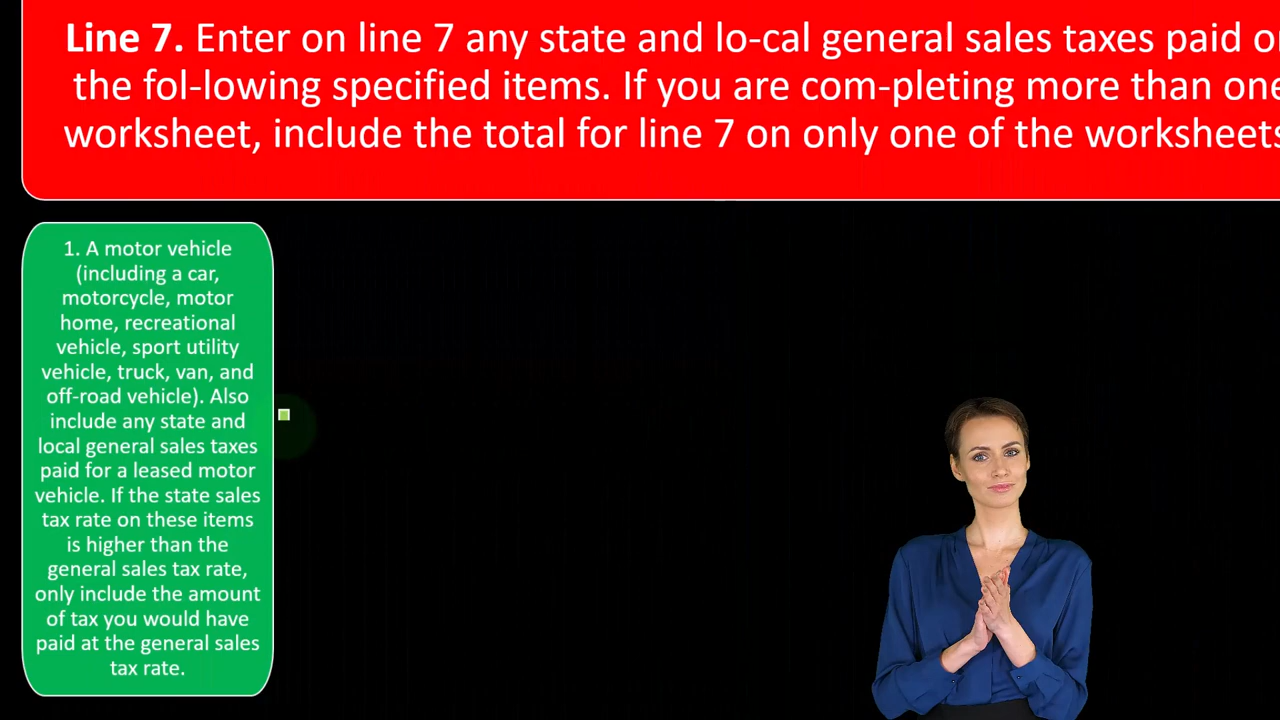 Line 7. Enter on line 7 any state and lo-cal general sales taxes paid
the fol-lowing specified items. If you are com-pleting more than one
worksheet, include the total for line 7 on only one of the worksheets
1. A motor vehicle
(including a car,
motorcycle, motor
home, recreational
vehicle, sport utility
vehicle, truck, van, and
off-road vehicle). Also
include any state and
local general sales taxes
paid for a leased motor
vehicle. If the state sales
tax rate on these items
is higher than the
general sales tax rate,
only include the amount
of tax you would have
paid at the general sales
tax rate.